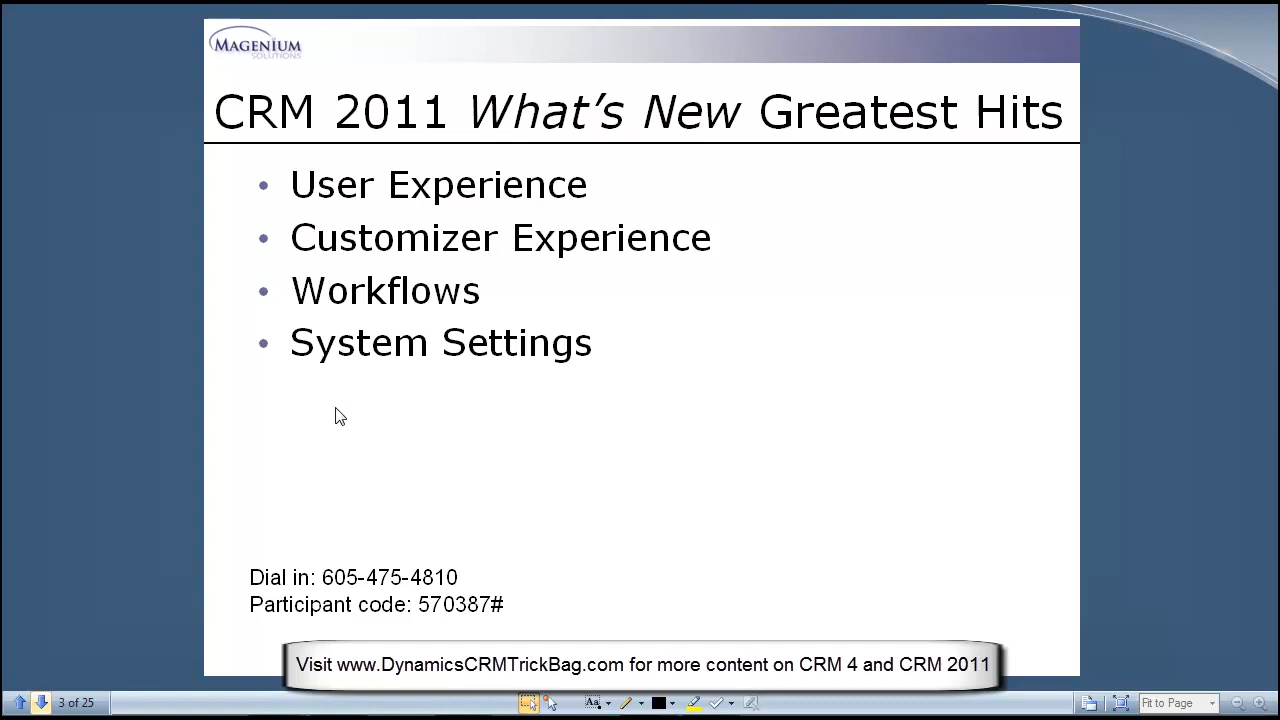 MAGENIUM
SOLUTIONS
CRM 2011 What's New Greatest Hits
• User Experience
• Customizer Experience
• Workflows
• System Settings
Dial in: 605-475-4810
Participant code: 570387#
Visit www.DynamicsCRMTrickBag.com for more content on CRM 4 and CRM 2011
3 of 25
Aa
Fit to Page